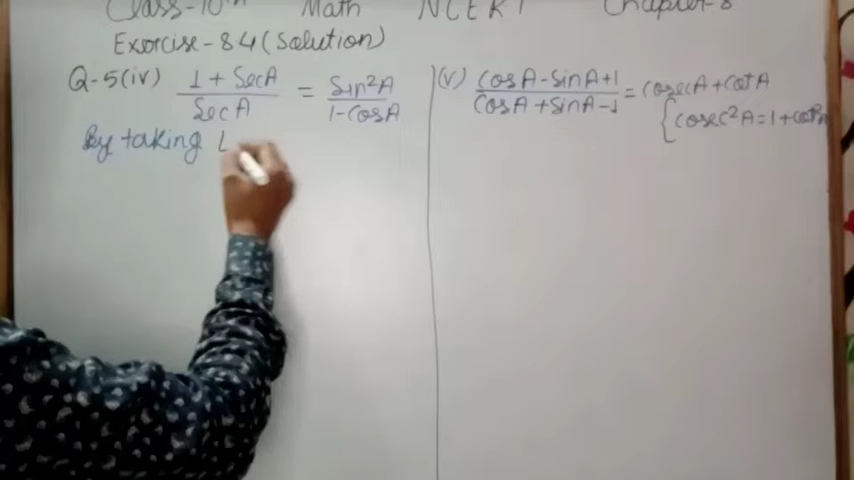 Class-10th Math NCERT Chapter-8
Exercise-8.4 (Solution)
Q-5(iv) 1 + SecA / SecA = Sin²A / 1-CosA
By taking L
(v) CosA-SinA+1 / CosA+SinA-1 = CosecA+CotA
{Cosec²A=1+Cot²A